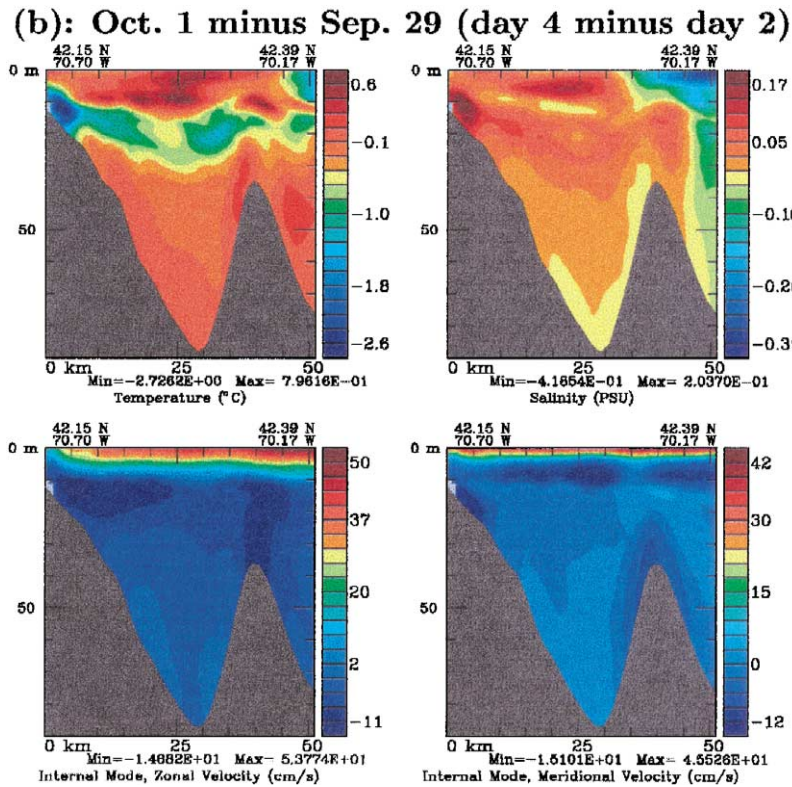 (b): Oct. 1 minus Sep. 29 (day 4 minus day 2)
42.15 N 42.39 N
70.70 W 70.17 W
0 m
50
0 km 25 50
0.6
-0.1
-1.0
-1.8
-2.6
Min=-2.7262E+00 Max= 7.9616E-01
Temperature (°C)
42.15 N 42.39 N
70.70 W 70.17 W
0 m
50
0 km 25 50
0.17
0.05
Min=-4.1654E-01 Max= 2.0370E-01
Salinity (PSU)
42.15 N 42.39 N
70.70 W 70.17 W
0 m
50
0 km 25 50
50
37
20
2
-11
Min=-1.4682E+01 Max= 5.3774E+01
Internal Mode, Zonal Velocity (cm/s)
42.15 N 42.39 N
70.70 W 70.17 W
0 m
50
0 km 25 50
42
30
15
0
-12
Min=-1.5101E+01 Max= 4.5526E+01
Internal Mode, Meridional Velocity (cm/s)